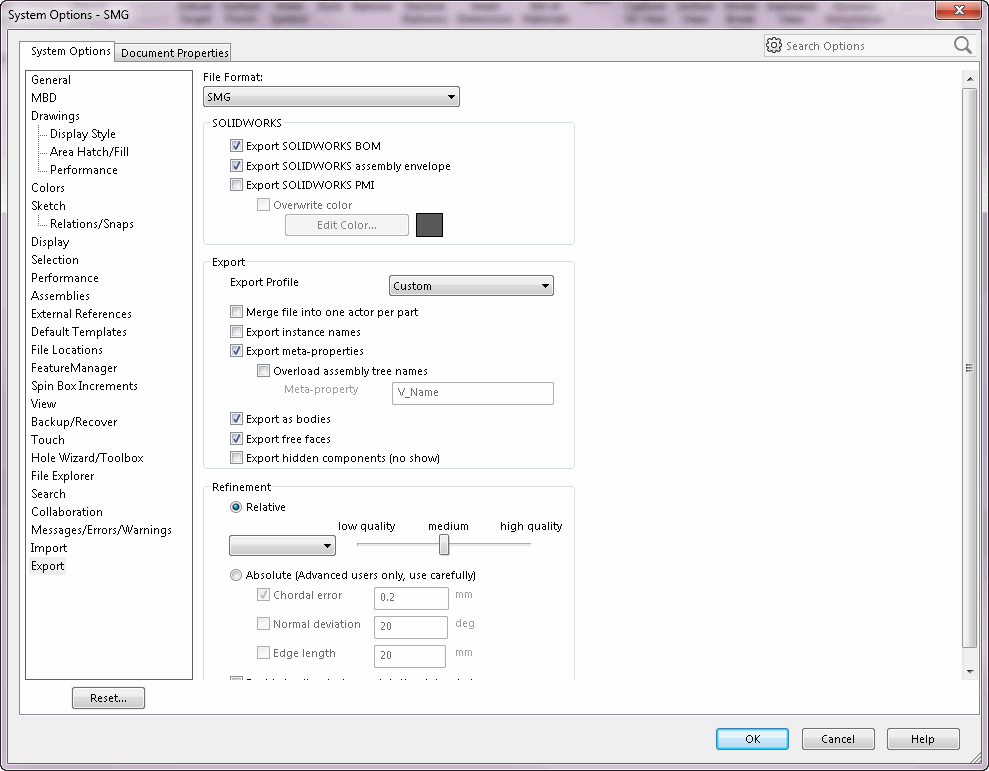 System Options - SMG
System Options
Document Properties
Search Options
General
MBD
Drawings
Display Style
Area Hatch/Fill
Performance
Colors
Sketch
Relations/Snaps
Display
Selection
Performance
Assemblies
External References
Default Templates
File Locations
FeatureManager
Spin Box Increments
View
Backup/Recover
Touch
Hole Wizard/Toolbox
File Explorer
Search
Collaboration
Messages/Errors/Warnings
Import
Export
Reset...
File Format:
SMG
SOLIDWORKS
Export SOLIDWORKS BOM
Export SOLIDWORKS assembly envelope
Export SOLIDWORKS PMI
Overwrite color
Edit Color...
Export
Export Profile
Custom
Merge file into one actor per part
Export instance names
Export meta-properties
Overload assembly tree names
Meta-property
V_Name
Export as bodies
Export free faces
Export hidden components (no show)
Refinement
Relative
low quality medium high quality
Absolute (Advanced users only, use carefully)
Chordal error 0.2 mm
Normal deviation 20 deg
Edge length 20 mm
OK
Cancel
Help